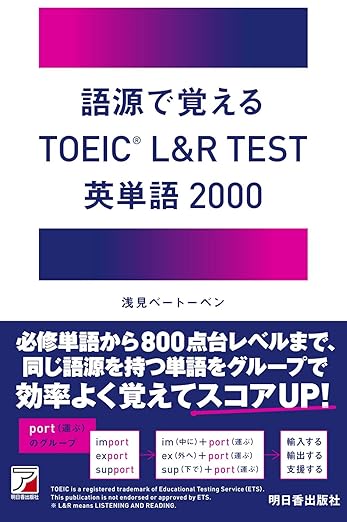 語源で覚える
TOEIC® L&R TEST
英単語 2000
浅見ベートーベン
必修単語から800点台レベルまで、
同じ語源を持つ単語をグループで
効率よく覚えてスコアUP!
port(運ぶ)
のグループ
import
export
support
im(中に)+port(運ぶ)
ex(外へ)+port(運ぶ)
sup(下で)+port(運ぶ)
輸入する
輸出する
支援する
TOEIC is a registered trademark of Educational Testing Service (ETS).
This publication is not endorsed or approved by ETS.
※ L&R means LISTENING AND READING.
明日香出版社
明日香出版社